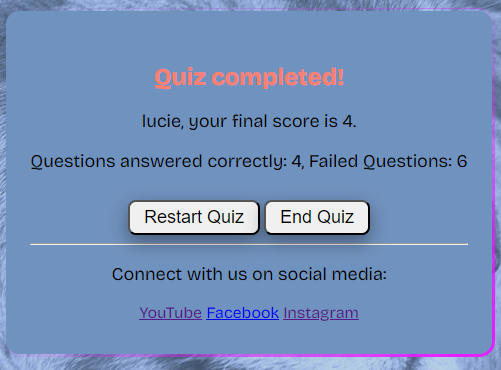 Quiz completed!
lucie, your final score is 4.
Questions answered correctly: 4, Failed Questions: 6
Restart Quiz End Quiz
Connect with us on social media:
YouTube Facebook Instagram